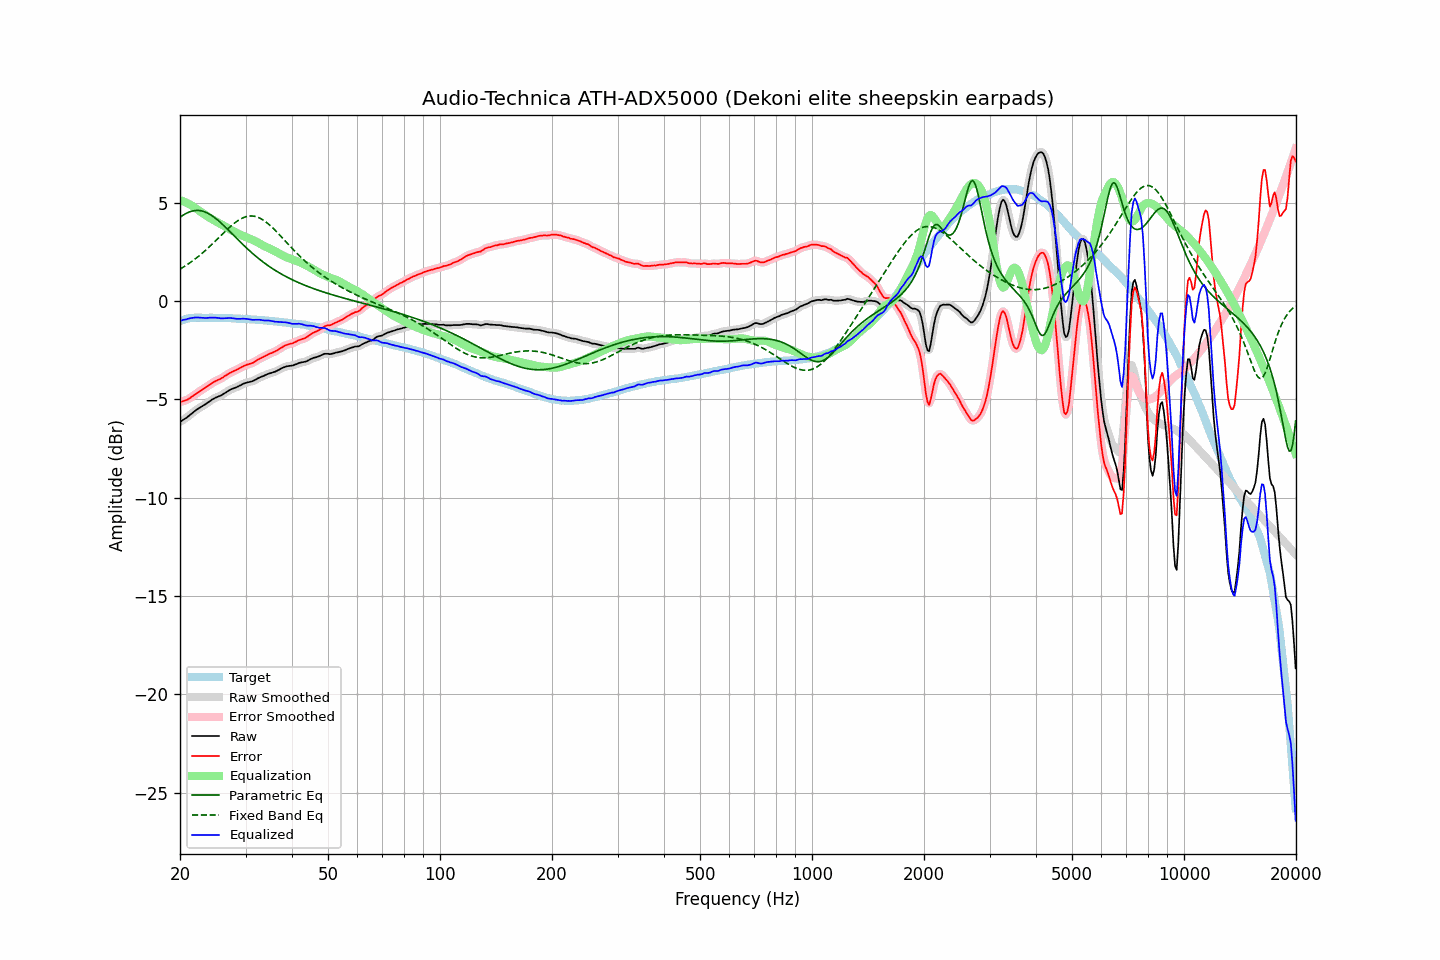 Audio-Technica ATH-ADX5000 (Dekoni elite sheepskin earpads)
Amplitude (dBr)
5
0
−5
−10
−15
−20
−25
Target
Raw Smoothed
Error Smoothed
Raw
Error
Equalization
Parametric Eq
Fixed Band Eq
Equalized
20 50 100 200 500 1000 2000 5000 10000 20000
Frequency (Hz)